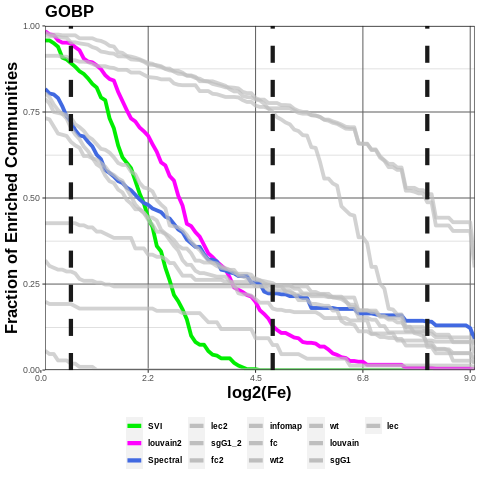 GOBP
1.00
0.75
0.50
0.25
0.00
0.0 2.2 4.5 6.8 9.0
Fraction of Enriched Communities
log2(Fe)
SVI lec2 infomap wt lec
louvain2 sgG1_2 fc louvain
Spectral fc2 wt2 sgG1